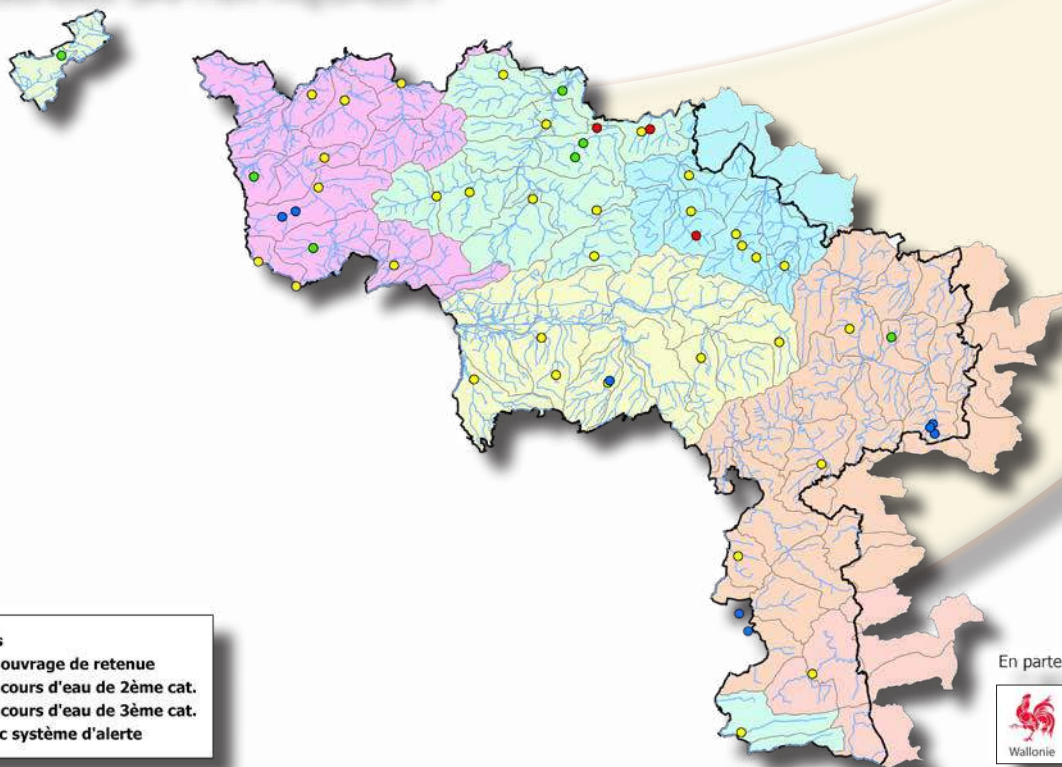 s
ouvrage de retenue
cours d'eau de 2ème cat.
cours d'eau de 3ème cat.
c système d'alerte
En parte
Wallonie